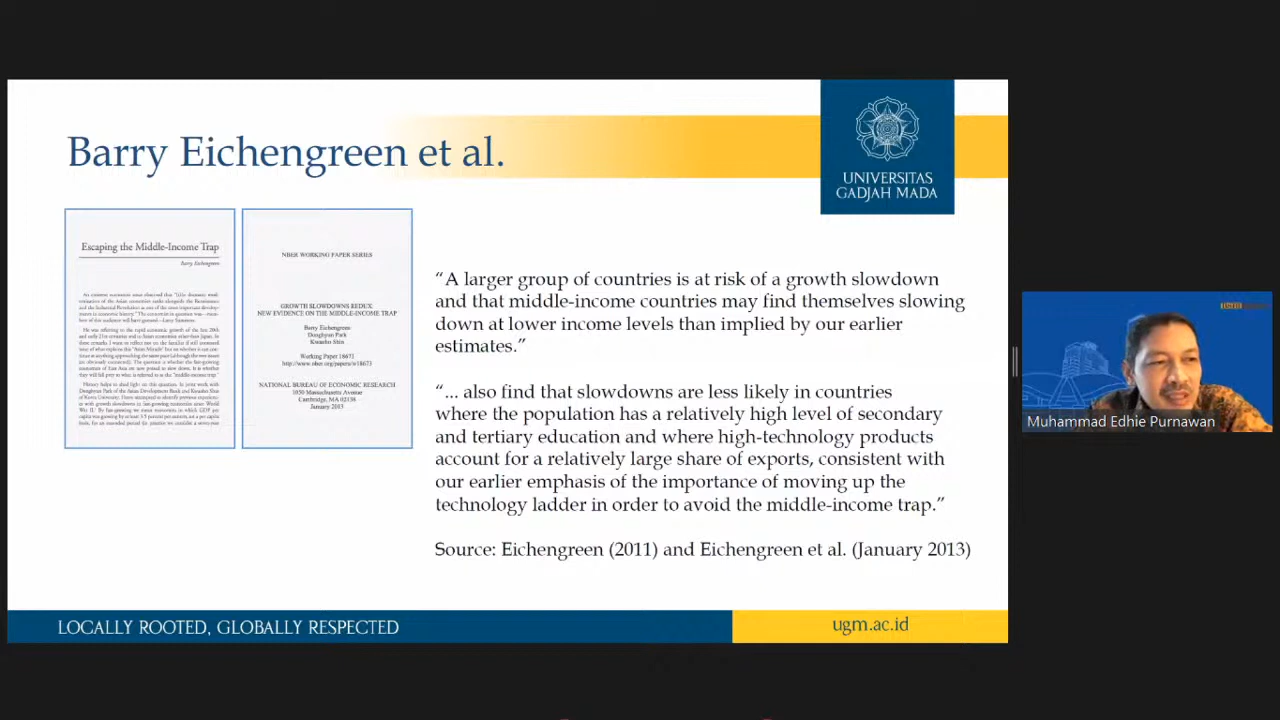 Barry Eichengreen et al.
UNIVERSITAS
GADJAH MADA
Escaping the Middle-Income Trap
Barry Eichengreen
NBER WORKING PAPER SERIES
GROWTH SLOWDOWNS REDUX:
NEW EVIDENCE ON THE MIDDLE-INCOME TRAP
Barry Eichengreen
Donghyun Park
Kwanho Shin
Working Paper 18673
http://www.nber.org/papers/w18673
NATIONAL BUREAU OF ECONOMIC RESEARCH
1050 Massachusetts Avenue
Cambridge, MA 02138
January 2013
“A larger group of countries is at risk of a growth slowdown
and that middle-income countries may find themselves slowing
down at lower income levels than implied by our earlier
estimates.”
“... also find that slowdowns are less likely in countries
where the population has a relatively high level of secondary
and tertiary education and where high-technology products
account for a relatively large share of exports, consistent with
our earlier emphasis of the importance of moving up the
technology ladder in order to avoid the middle-income trap.”
Source: Eichengreen (2011) and Eichengreen et al. (January 2013)
LOCALLY ROOTED, GLOBALLY RESPECTED
ugm.ac.id
Muhammad Edhie Purnawan